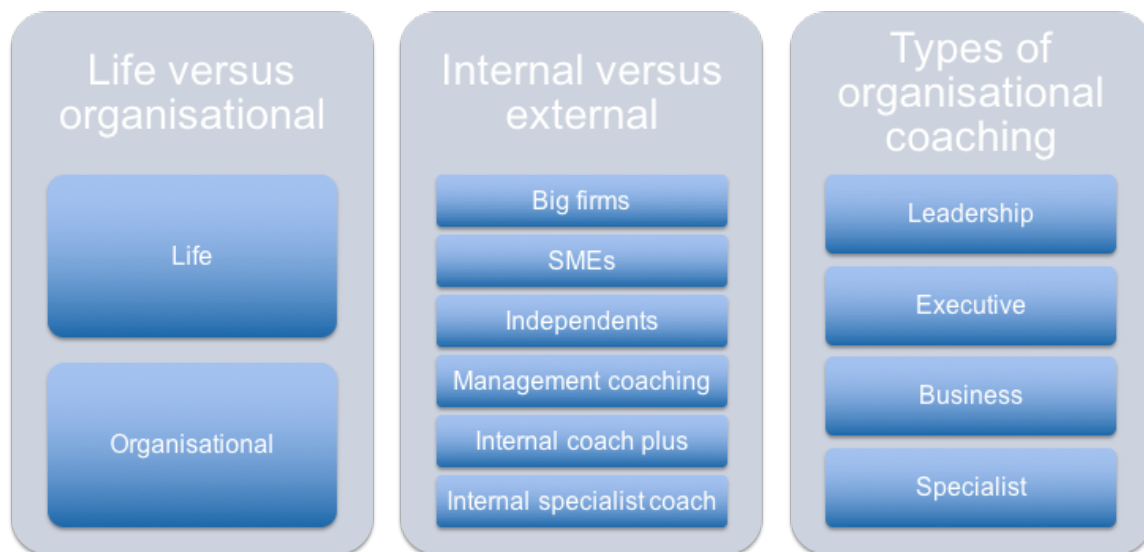 Life versus
organisational
Life
Organisational
Internal versus
external
Big firms
SMEs
Independents
Management coaching
Internal coach plus
Internal specialist coach
Types of
organisational
coaching
Leadership
Executive
Business
Specialist